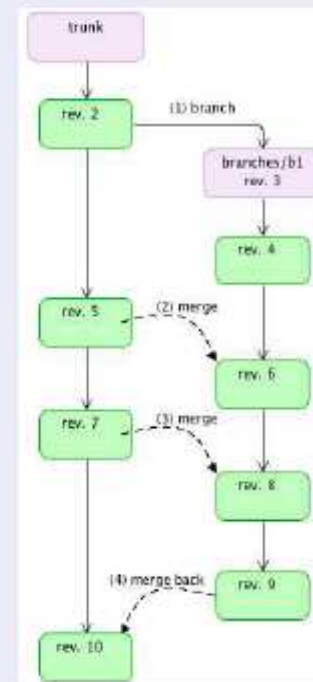 trunk
rev. 2
(1) branch
branches/b1
rev. 3
rev. 4
rev. 5
(2) merge
rev. 6
rev. 7
(3) merge
rev. 8
rev. 9
(4) merge back
rev. 10